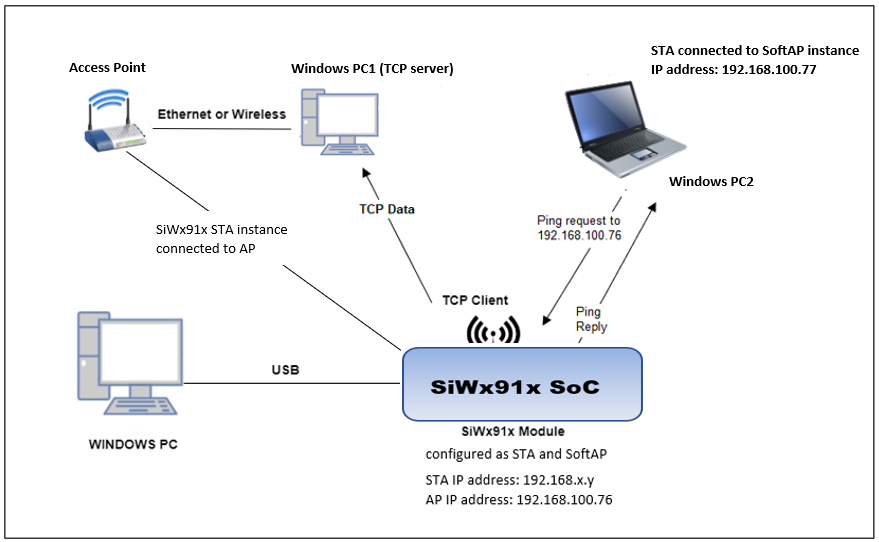 STA connected to SoftAP instance
IP address: 192.168.100.77
Access Point
Windows PC1 (TCP server)
Ethernet or Wireless
Windows PC2
TCP Data
Ping request to
192.168.100.76
SiWx91x STA instance
connected to AP
TCP Client
Ping
Reply
USB
SiWx91x SoC
WINDOWS PC
SiWx91x Module
configured as STA and SoftAP
STA IP address: 192.168.x.y
AP IP address: 192.168.100.76